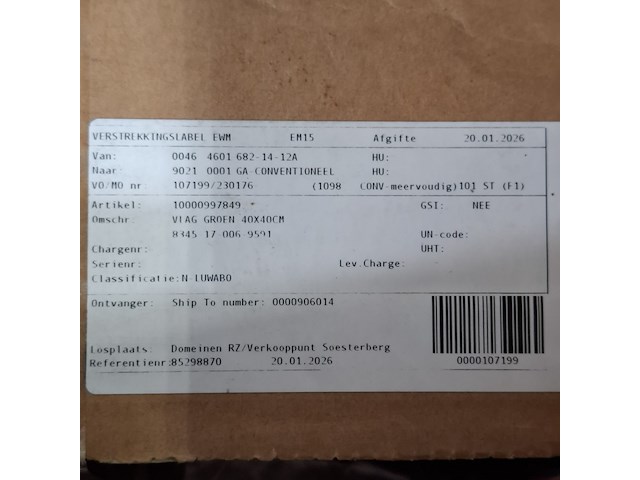 VERSTREKKINGSLABEL EWM EM15 Afgifte 20.01.2026
Van: 0046 4601 682-14-12A HU:
Naar: 9021 0001 GA CONVENTIONEEL HU:
VO/MO nr: 107199/230176 (1098 CONV-meervoudig) 101 ST (F1)
Artikel: 10000997849 GSI: NEE
Omschr: VLAG GROEN 40X40CM
8345 17 006 9591 UN-code:
Chargenr: UHT:
Serienr: Lev.Charge:
Classificatie: N-LUWABO
Ontvanger: Ship To number: 0000906014
Losplaats: Domeinen RZ/Verkooppunt Soesterberg
Referentienr: 85298870 20.01.2026 0000107199